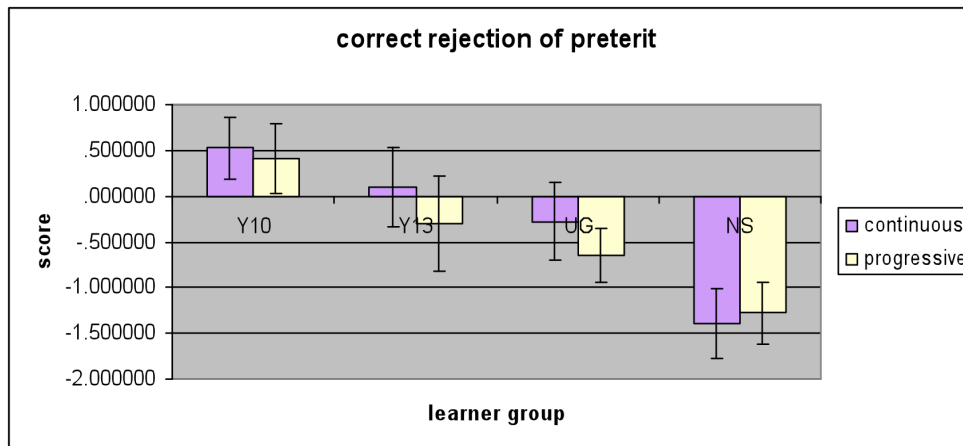 correct rejection of preterit
1.000000
.500000
.000000
-.500000
-1.000000
-1.500000
-2.000000
score
Y10 Y13 UG NS
learner group
continuous
progressive